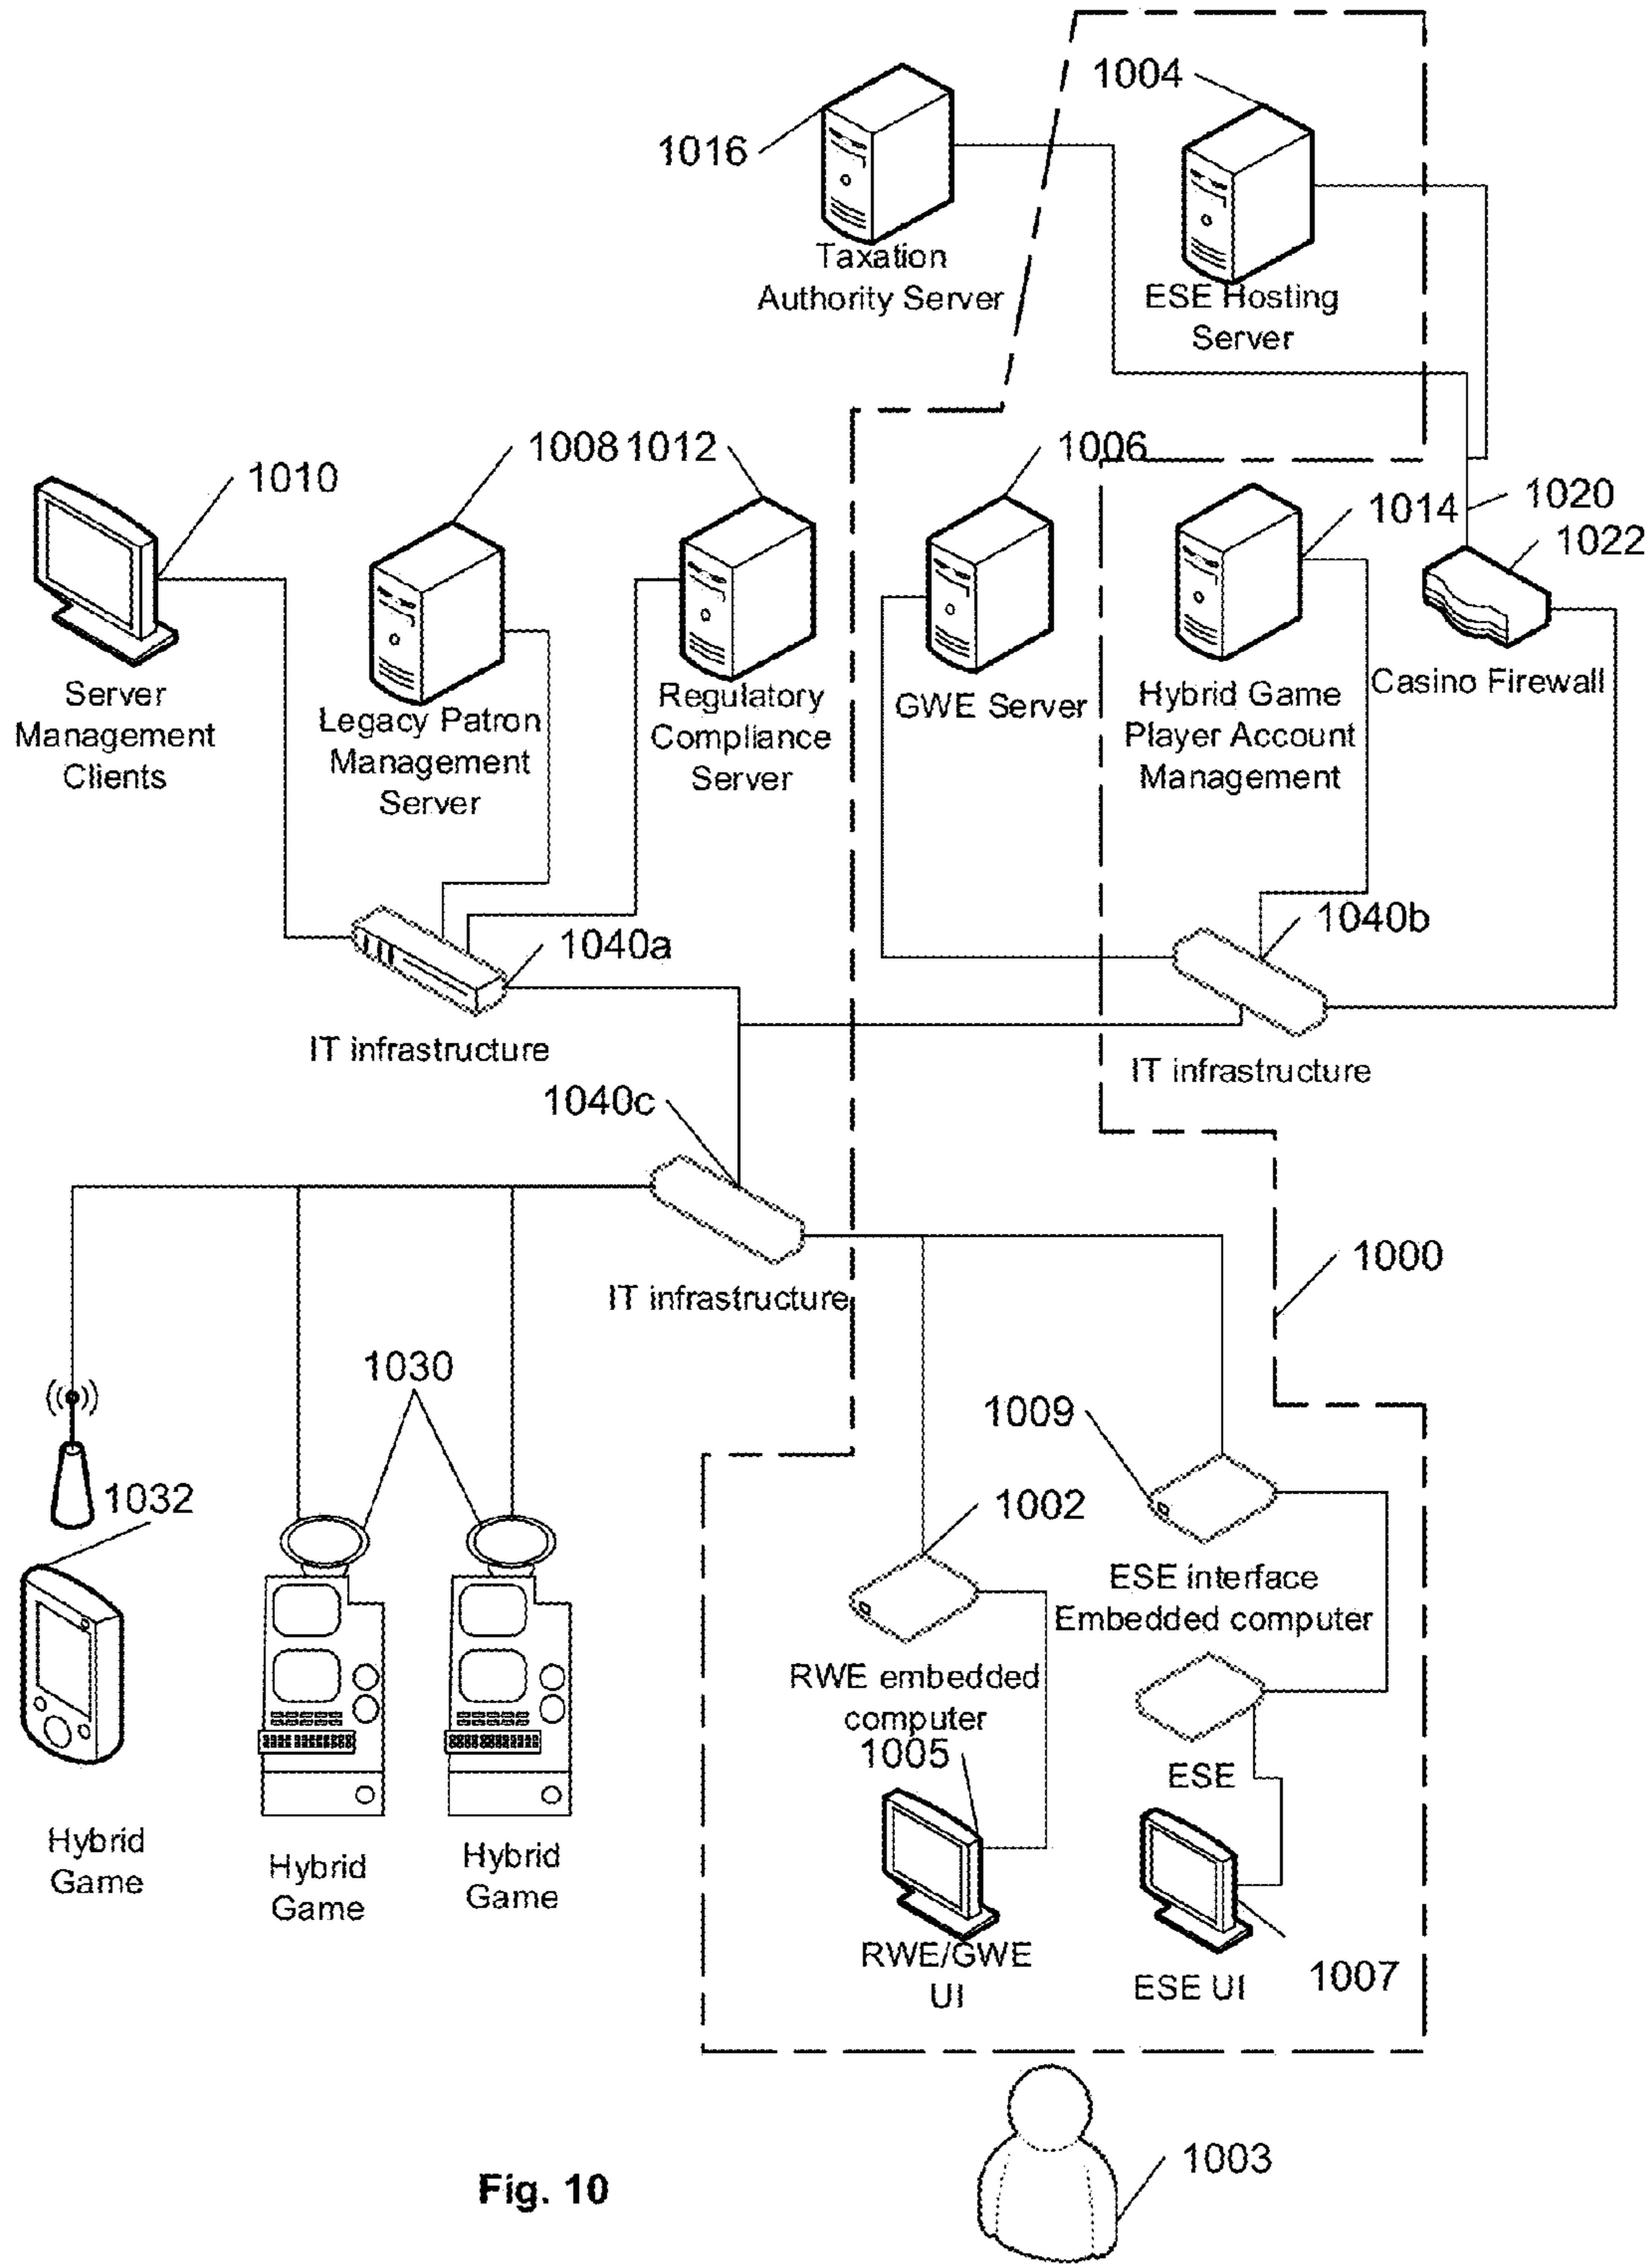 1004
1016
Taxation
Authority Server
ESE Hosting
Server
1008
1012
1006
1010
1014
1020
1022
Server
Management
Clients
Legacy Patron
Management
Server
Regulatory
Compliance
Server
GWE Server
Hybrid Game
Player Account
Management
Casino Firewall
1040a
1040b
IT infrastructure
IT infrastructure
1040c
IT infrastructure
1000
1030
1009
1032
1002
ESE interface
Embedded computer
RWE embedded
computer
1005
ESE
Hybrid
Game
Hybrid
Game
Hybrid
Game
RWE/GWE
UI
ESE UI
1007
1003
Fig. 10